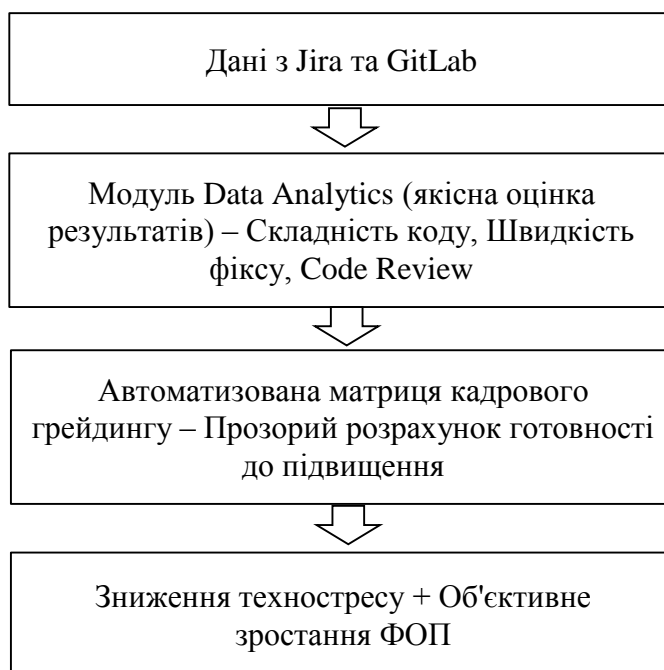 Дані з Jira та GitLab
Модуль Data Analytics (якісна оцінка
результатів) – Складність коду, Швидкість
фіксу, Code Review
Автоматизована матриця кадрового
грейдингу – Прозорий розрахунок готовності
до підвищення
Зниження техностресу + Об'єктивне
зростання ФОП